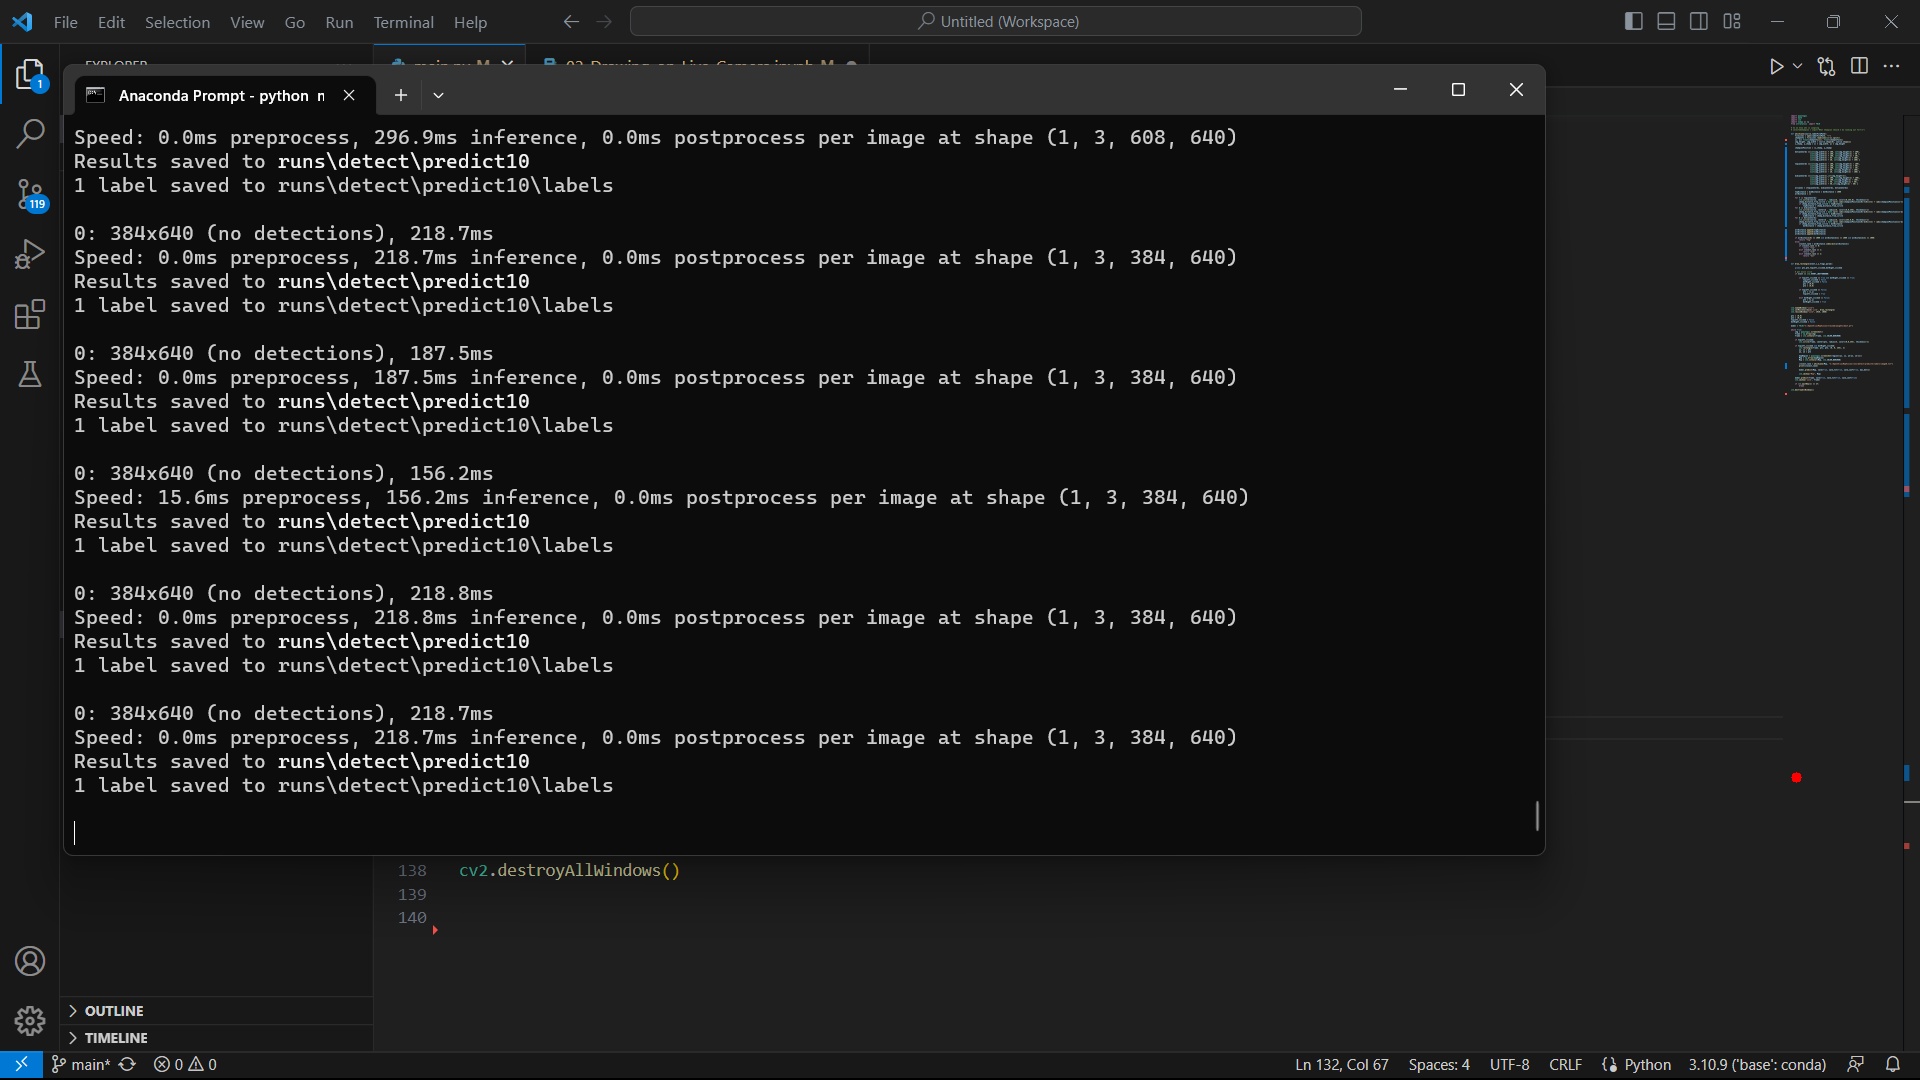 File Edit Selection View Go Run Terminal Help
Untitled (Workspace)
1
119
Anaconda Prompt - python
Speed: 0.0ms preprocess, 296.9ms inference, 0.0ms postprocess per image at shape (1, 3, 608, 640)
Results saved to runs\detect\predict10
1 label saved to runs\detect\predict10\labels
0: 384x640 (no detections), 218.7ms
Speed: 0.0ms preprocess, 218.7ms inference, 0.0ms postprocess per image at shape (1, 3, 384, 640)
Results saved to runs\detect\predict10
1 label saved to runs\detect\predict10\labels
0: 384x640 (no detections), 187.5ms
Speed: 0.0ms preprocess, 187.5ms inference, 0.0ms postprocess per image at shape (1, 3, 384, 640)
Results saved to runs\detect\predict10
1 label saved to runs\detect\predict10\labels
0: 384x640 (no detections), 156.2ms
Speed: 15.6ms preprocess, 156.2ms inference, 0.0ms postprocess per image at shape (1, 3, 384, 640)
Results saved to runs\detect\predict10
1 label saved to runs\detect\predict10\labels
0: 384x640 (no detections), 218.8ms
Speed: 0.0ms preprocess, 218.8ms inference, 0.0ms postprocess per image at shape (1, 3, 384, 640)
Results saved to runs\detect\predict10
1 label saved to runs\detect\predict10\labels
0: 384x640 (no detections), 218.7ms
Speed: 0.0ms preprocess, 218.7ms inference, 0.0ms postprocess per image at shape (1, 3, 384, 640)
Results saved to runs\detect\predict10
1 label saved to runs\detect\predict10\labels
138 cv2.destroyAllWindows()
139
140
OUTLINE
TIMELINE
main* 0 0 Ln 132, Col 67 Spaces: 4 UTF-8 CRLF Python 3.10.9 ('base': conda)